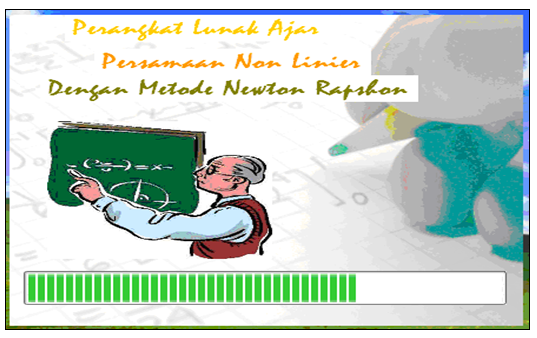 Perangkat Lunak Ajar
Persamaan Non Linier
Dengan Metode Newton Rapshon